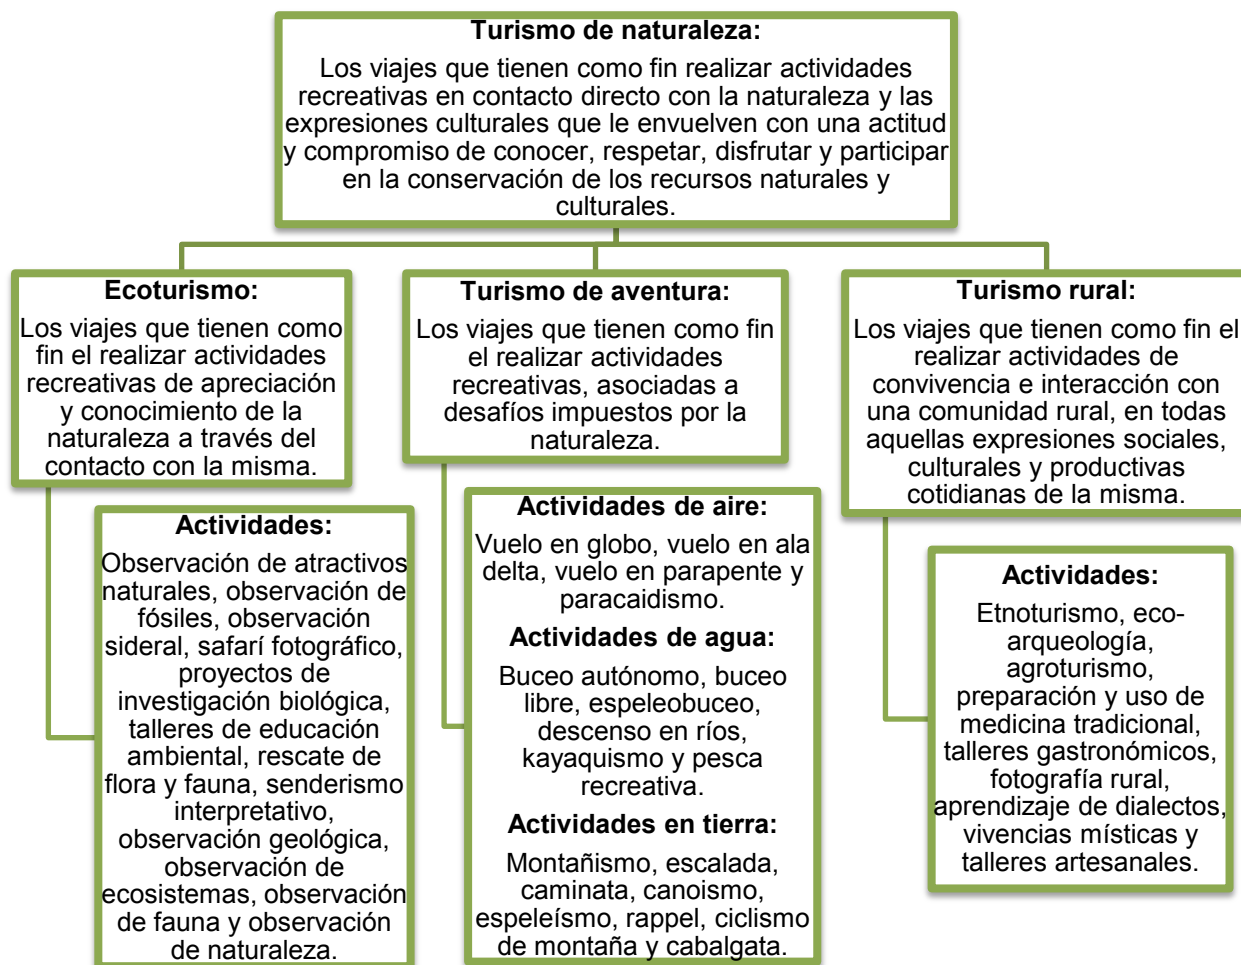 Turismo de naturaleza:
Los viajes que tienen como fin realizar actividades
recreativas en contacto directo con la naturaleza y las
expresiones culturales que le envuelven con una actitud
y compromiso de conocer, respetar, disfrutar y participar
en la conservación de los recursos naturales y
culturales.
Ecoturismo:
Los viajes que tienen como
fin el realizar actividades
recreativas de apreciación
y conocimiento de la
naturaleza a través del
contacto con la misma.
Actividades:
Observación de atractivos
naturales, observación de
fósiles, observación
sideral, safarí fotográfico,
proyectos de
investigación biológica,
talleres de educación
ambiental, rescate de
flora y fauna, senderismo
interpretativo,
observación geológica,
observación de
ecosistemas, observación
de fauna y observación
de naturaleza.
Turismo de aventura:
Los viajes que tienen como fin
el realizar actividades
recreativas, asociadas a
desafíos impuestos por la
naturaleza.
Actividades de aire:
Vuelo en globo, vuelo en ala
delta, vuelo en parapente y
paracaidismo.
Actividades de agua:
Buceo autónomo, buceo
libre, espeleobuceo,
descenso en ríos,
kayaquismo y pesca
recreativa.
Actividades en tierra:
Montañismo, escalada,
caminata, canoismo,
espeleísmo, rappel, ciclismo
de montaña y cabalgata.
Turismo rural:
Los viajes que tienen como fin el
realizar actividades de
convivencia e interacción con
una comunidad rural, en todas
aquellas expresiones sociales,
culturales y productivas
cotidianas de la misma.
Actividades:
Etnoturismo, eco-
arqueología,
agroturismo,
preparación y uso de
medicina tradicional,
talleres gastronómicos,
fotografía rural,
aprendizaje de dialectos,
vivencias místicas y
talleres artesanales.